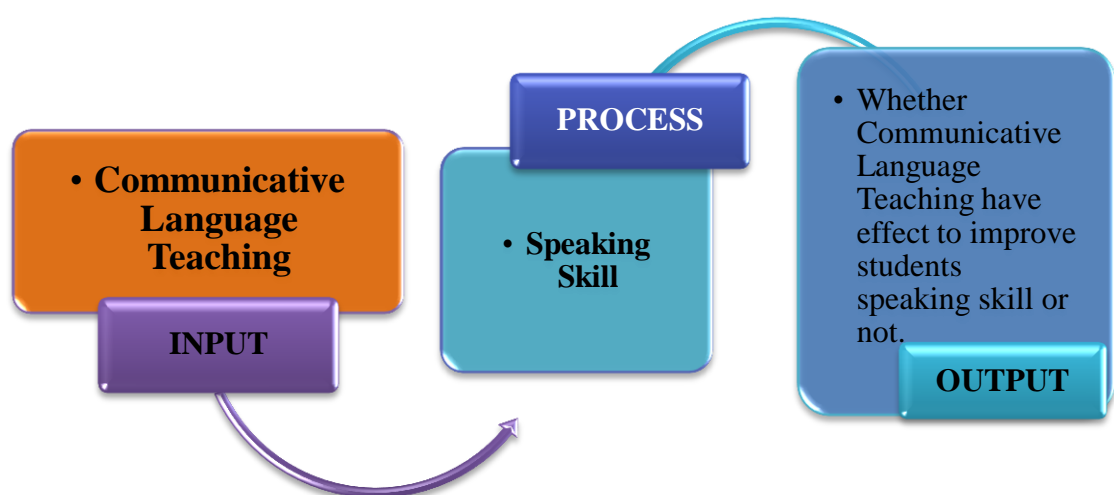 • Communicative
Language
Teaching
INPUT
PROCESS
• Speaking
Skill
• Whether
Communicative
Language
Teaching have
effect to improve
students
speaking skill or
not.
OUTPUT